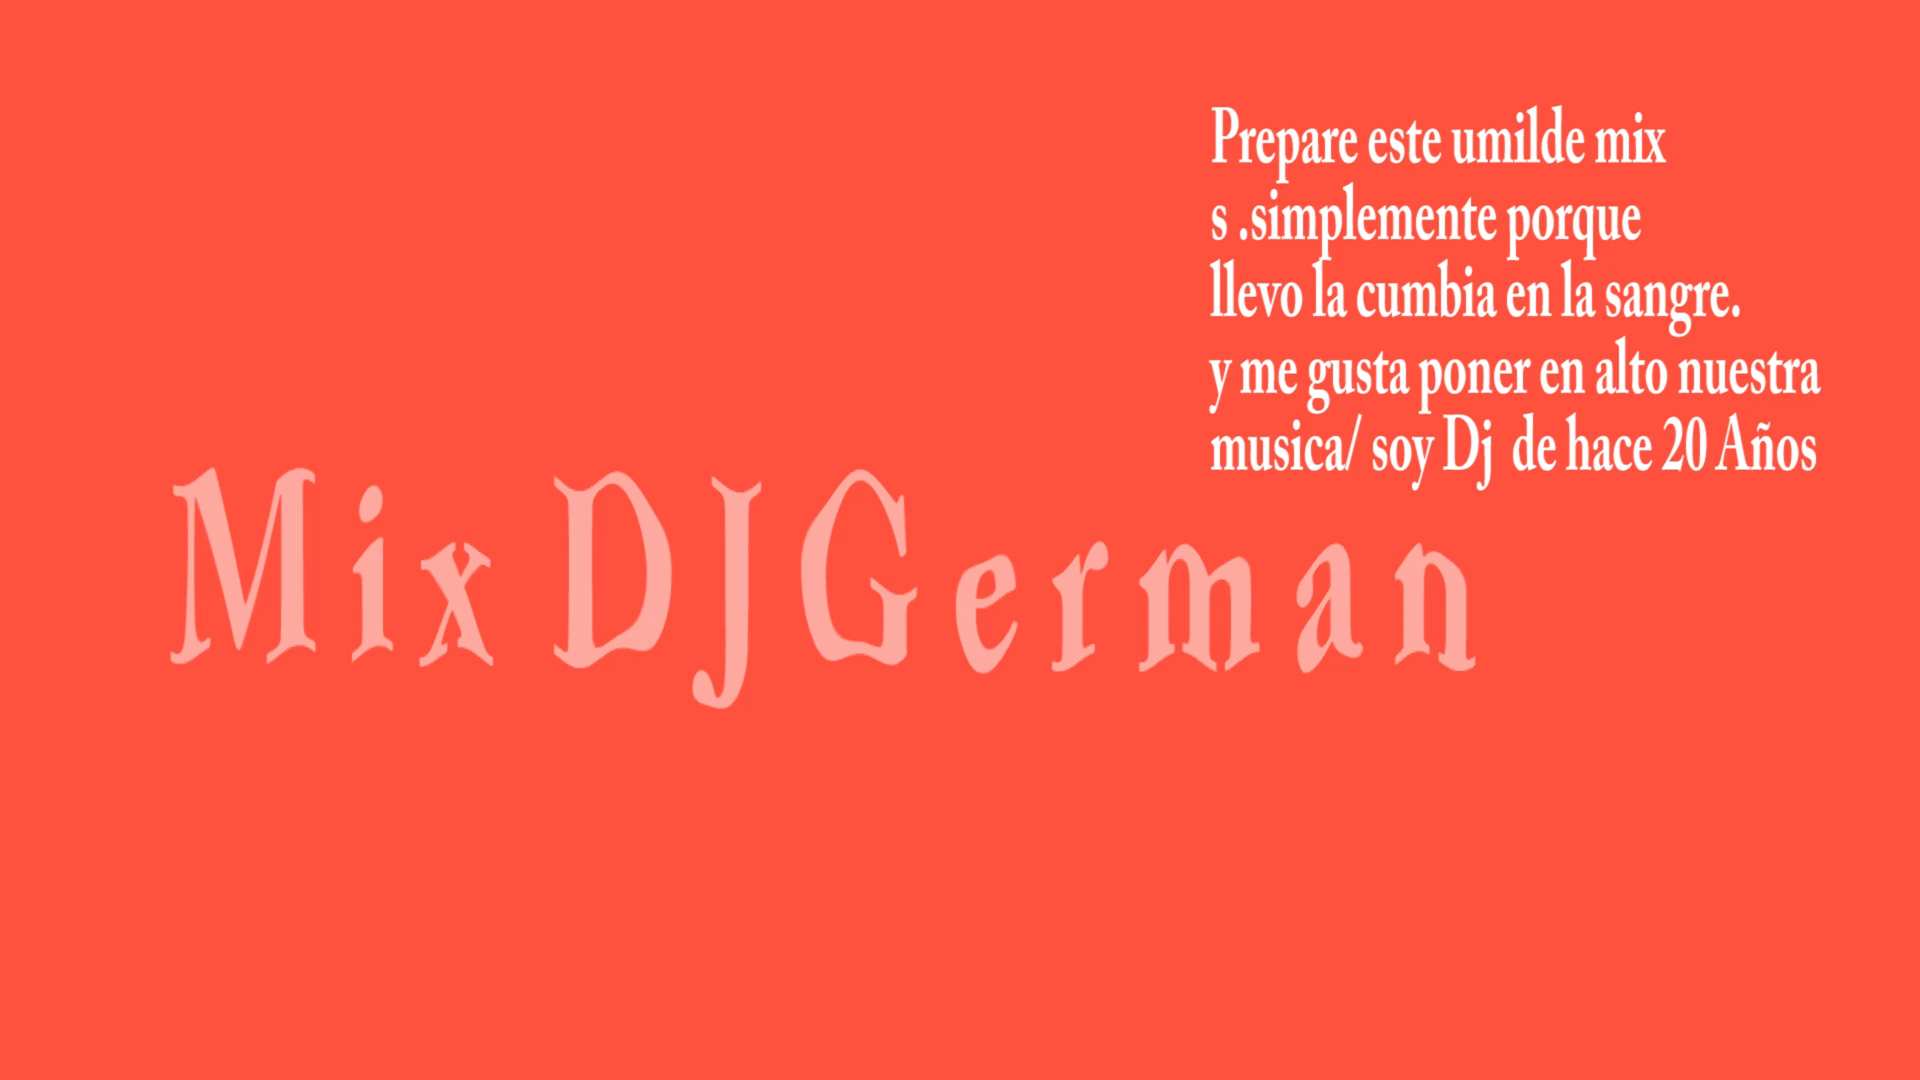 Prepare este umilde mix
s .simplemente porque
llevo la cumbia en la sangre.
y me gusta poner en alto nuestra
musica/ soy Dj de hace 20 Años
Mix DJ German